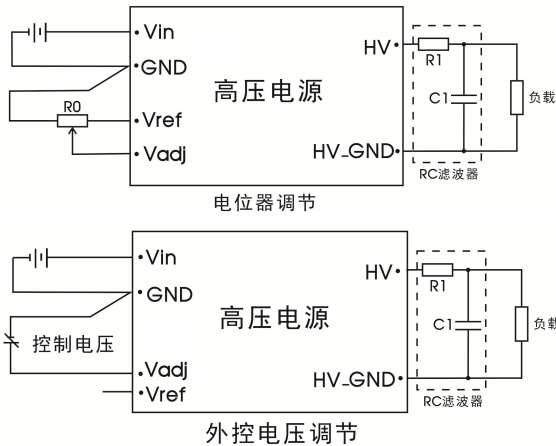 Vin
GND
R0
Vref
Vadj
高压电源
HV
HV_GND
R1
C1
负载
RC滤波器
电位器调节
Vin
GND
控制电压
Vadj
Vref
高压电源
HV
HV_GND
R1
C1
负载
RC滤波器
外控电压调节